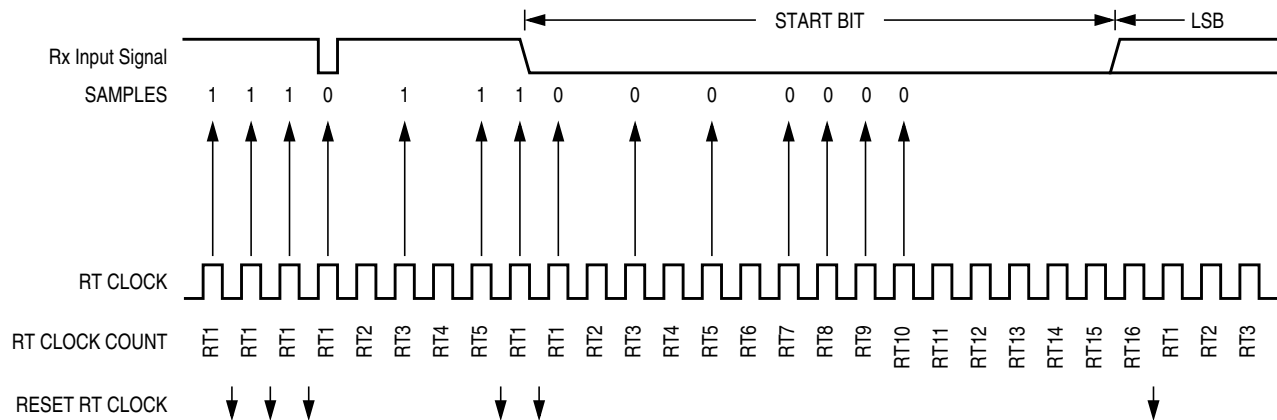 START BIT LSB
Rx Input Signal
SAMPLES 1 1 1 0 1 1 1 0 0 0 0 0 0 0
RT CLOCK
RT CLOCK COUNT RT1 RT1 RT1 RT1 RT2 RT3 RT4 RT5 RT1 RT1 RT2 RT3 RT4 RT5 RT6 RT7 RT8 RT9 RT10 RT11 RT12 RT13 RT14 RT15 RT16 RT1 RT2 RT3
RESET RT CLOCK